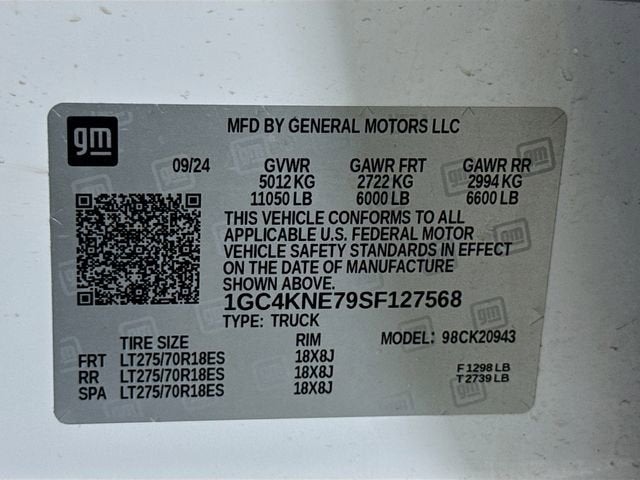 gm
MFD BY GENERAL MOTORS LLC
09/24 GVWR GAWR FRT GAWR RR
5012 KG 2722 KG 2994 KG
11050 LB 6000 LB 6600 LB
THIS VEHICLE CONFORMS TO ALL
APPLICABLE U.S. FEDERAL MOTOR
VEHICLE SAFETY STANDARDS IN EFFECT
ON THE DATE OF MANUFACTURE
SHOWN ABOVE.
1GC4KNE79SF127568
TYPE: TRUCK
MODEL: 98CK20943
TIRE SIZE RIM
FRT LT275/70R18ES 18X8J
RR LT275/70R18ES 18X8J
SPA LT275/70R18ES 18X8J
F 1298 LB
T 2739 LB